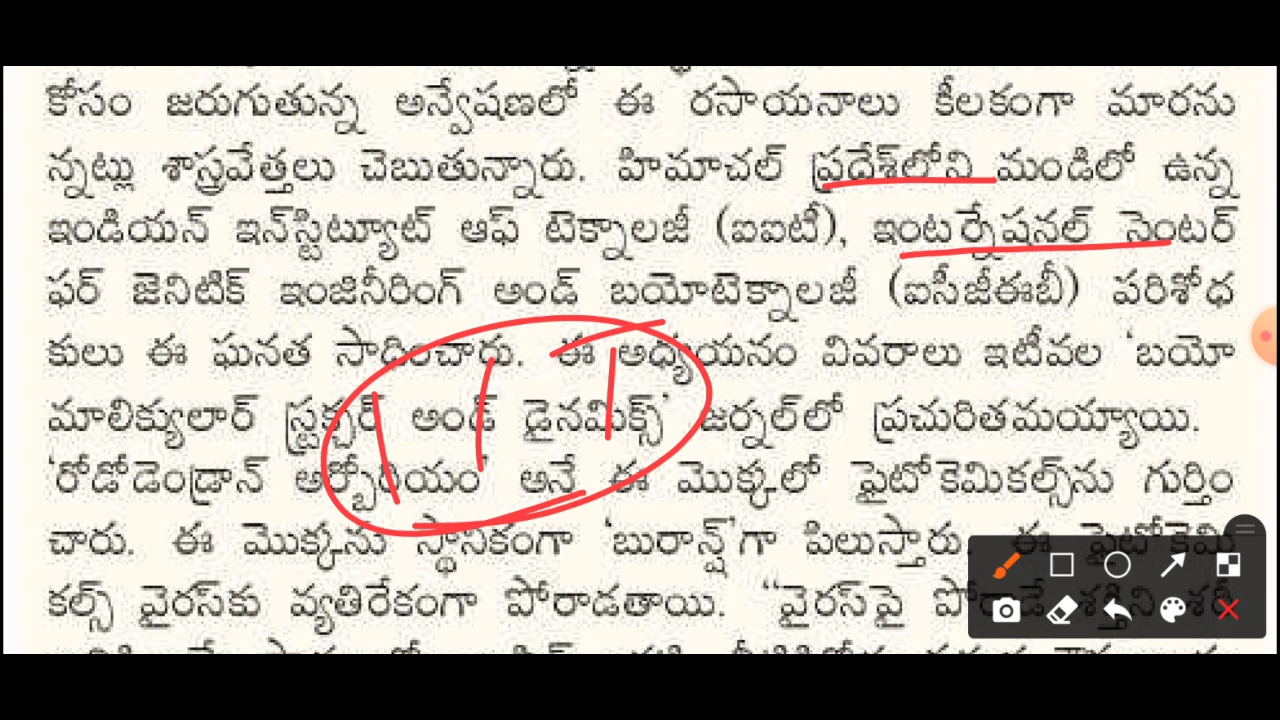 కోసం జరుగుతున్న అన్వేషణలో ఈ రసాయనాలు కీలకంగా మారను
న్నట్లు శాస్త్రవేత్తలు చెబుతున్నారు. హిమాచల్ ప్రదేశ్‌లోని మండిలో ఉన్న
ఇండియన్ ఇన్‌స్టిట్యూట్ ఆఫ్ టెక్నాలజీ (ఐఐటీ), ఇంటర్నేషనల్ సెంటర్
ఫర్ జెనిటిక్ ఇంజినీరింగ్ అండ్ బయోటెక్నాలజీ (ఐసీజీఈబీ) పరిశోధ
కులు ఈ ఘనత సాధించారు. ఈ అధ్యయనం వివరాలు ఇటీవల ‘బయో
మాలిక్యులార్ స్ట్రక్చర్ అండ్ డైనమిక్స్’ జర్నల్‌లో ప్రచురితమయ్యాయి.
‘రోడోడెండ్రాన్ అర్బోరియం’ అనే ఈ మొక్కలో ఫైటోకెమికల్స్‌ను గుర్తిం
చారు. ఈ మొక్కను స్థానికంగా ‘బురాన్ష్’గా పిలుస్తారు. ఈ ఫైటోకెమి
కల్స్ వైరస్‌కు వ్యతిరేకంగా పోరాడతాయి. “వైరస్‌పై పోరాడే శక్తిని శరీ